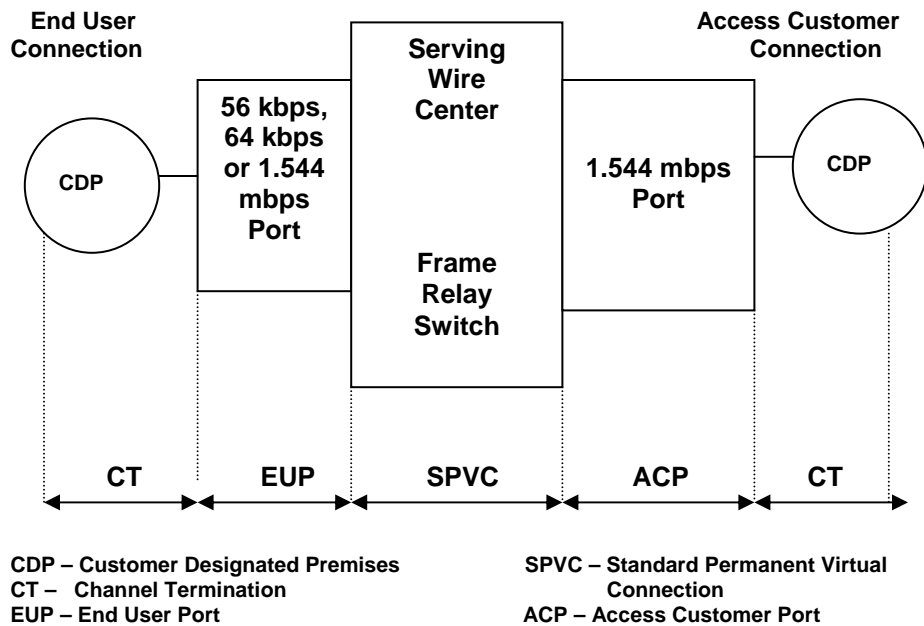 End User
Connection
Access Customer
Connection
Serving
Wire
Center
56 kbps,
64 kbps
or 1.544
mbps
Port
CDP
1.544 mbps
Port
CDP
Frame
Relay
Switch
CT
EUP
SPVC
ACP
CT
CDP – Customer Designated Premises
CT – Channel Termination
EUP – End User Port
SPVC – Standard Permanent Virtual
Connection
ACP – Access Customer Port